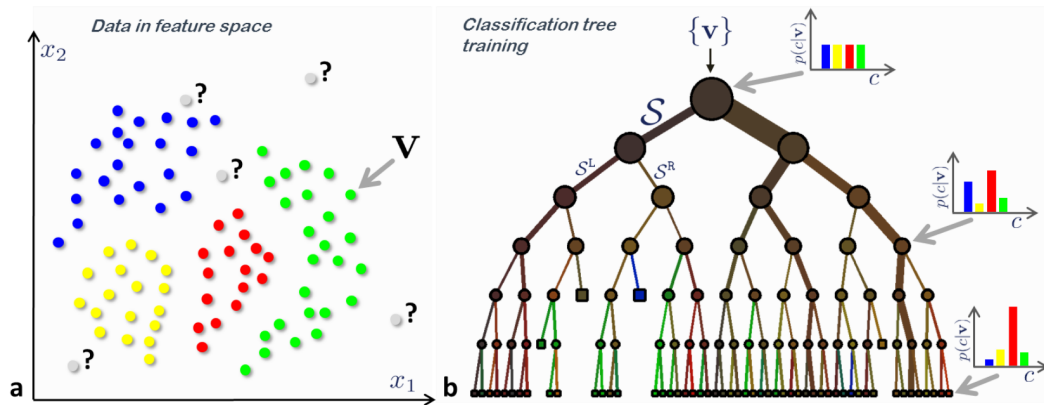 Data in feature space
x₂
?
?
?
V
?
?
a
x₁
Classification tree
training
{v}
S
Sᴸ
Sᴿ
p(c|v)
c
p(c|v)
c
p(c|v)
c
b